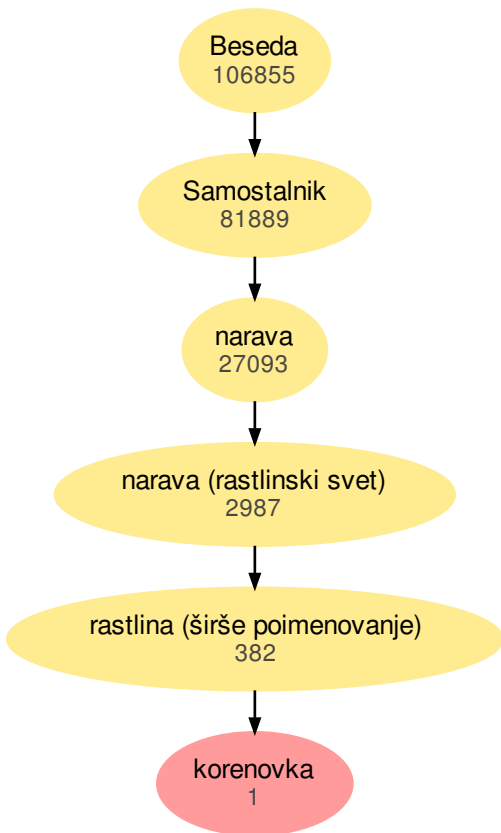 Beseda
106855
Samostalnik
81889
narava
27093
narava (rastlinski svet)
2987
rastlina (širše poimenovanje)
382
korenovka
1